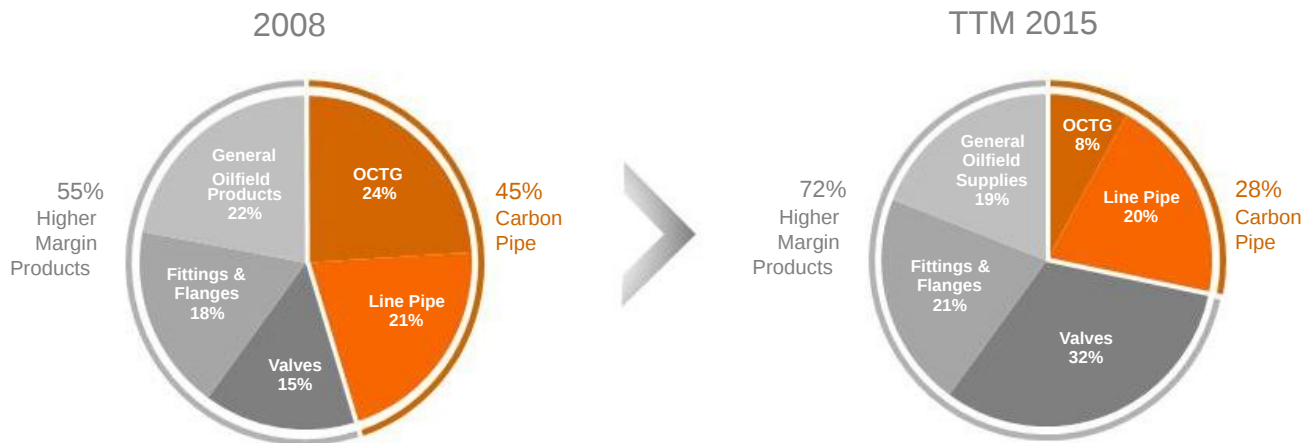 2008
TTM 2015
55%
Higher
Margin
Products
General
Oilfield
Products
22%
OCTG
24%
Fittings &
Flanges
18%
Line Pipe
21%
Valves
15%
45%
Carbon
Pipe
72%
Higher
Margin
Products
General
Oilfield
Supplies
19%
OCTG
8%
Line Pipe
20%
Fittings &
Flanges
21%
Valves
32%
28%
Carbon
Pipe